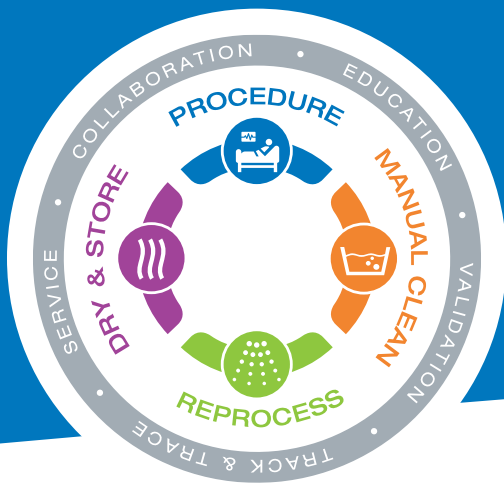 COLLABORATION • EDUCATION • VALIDATION • TRACK & TRACE • SERVICE •
PROCEDURE
MANUAL CLEAN
REPROCESS
DRY & STORE